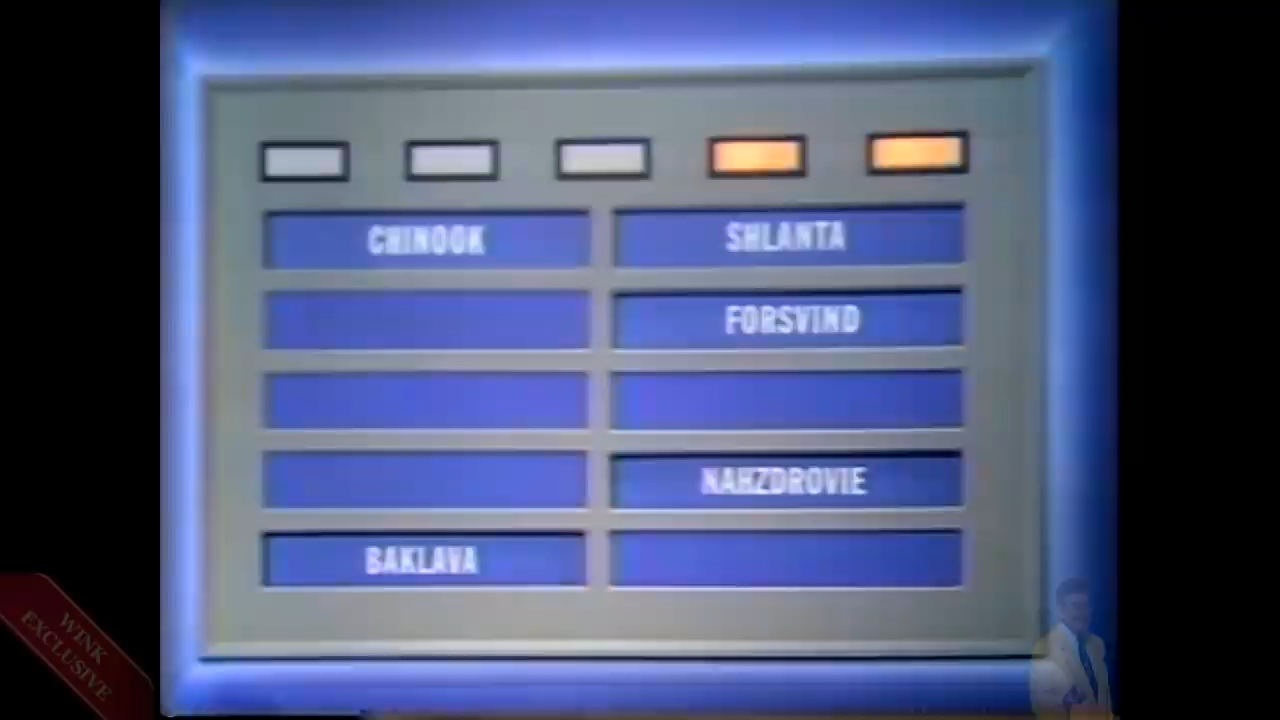 CHINOOK
SHLANTA
FORSVIND
NAHZDROVIE
BAKLAVA
WINK
EXCLUSIVE